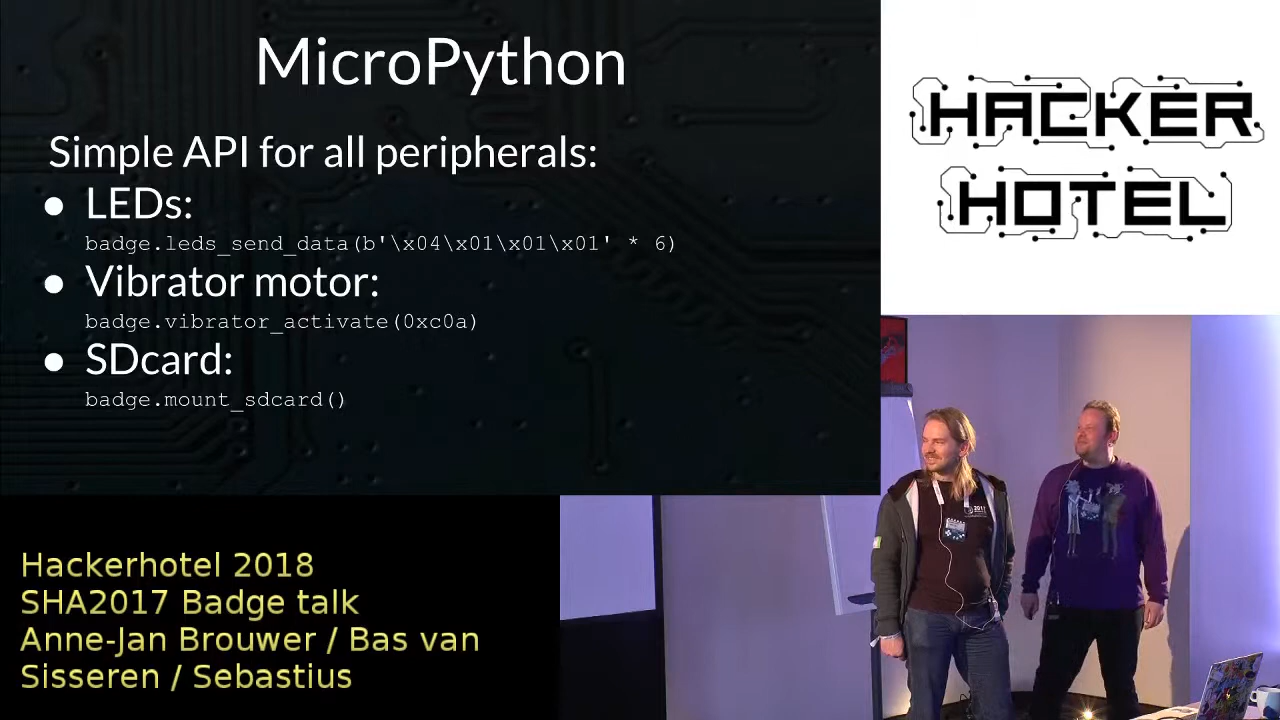 MicroPython
Simple API for all peripherals:
● LEDs:
badge.leds_send_data(b'\x04\x01\x01\x01' * 6)
● Vibrator motor:
badge.vibrator_activate(0xc0a)
● SDcard:
badge.mount_sdcard()
HACKER
HOTEL
Hackerhotel 2018
SHA2017 Badge talk
Anne-Jan Brouwer / Bas van
Sisseren / Sebastius